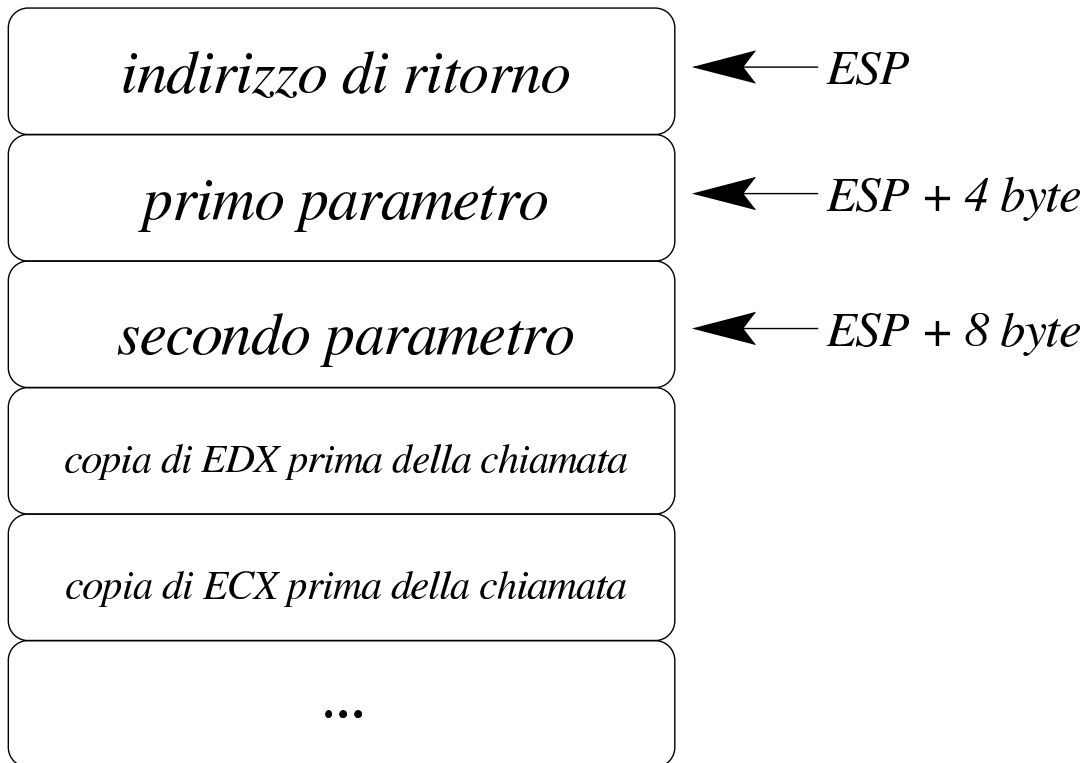 indirizzo di ritorno
ESP
primo parametro
ESP + 4 byte
secondo parametro
ESP + 8 byte
copia di EDX prima della chiamata
copia di ECX prima della chiamata
...